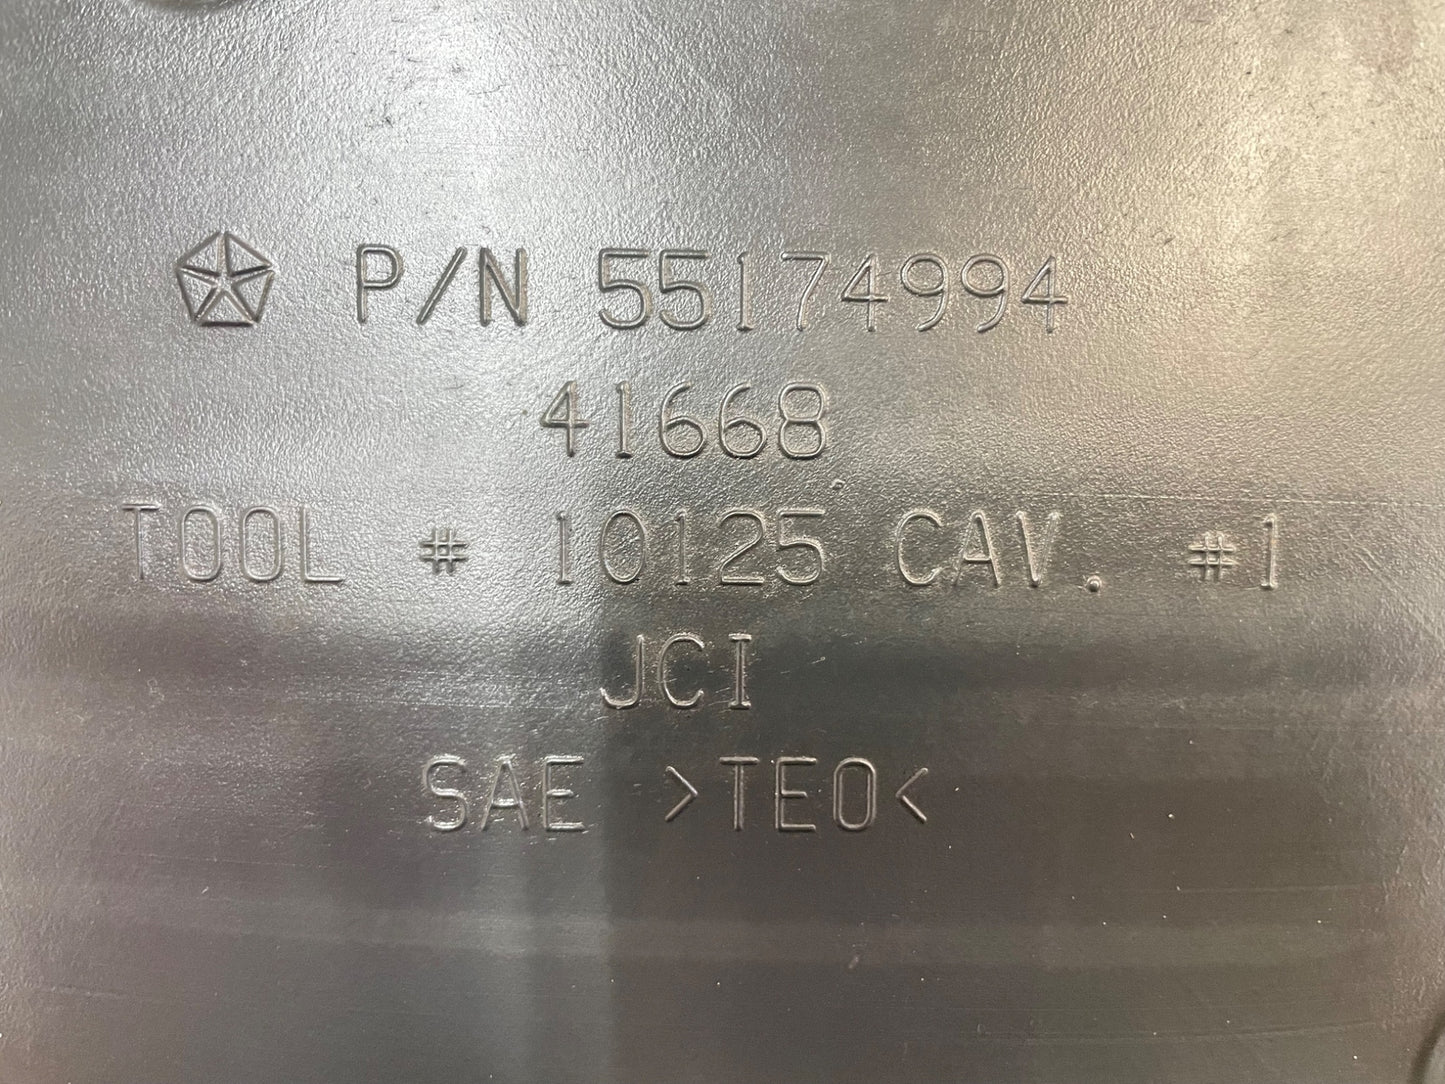 P/N 55174994
41668
TOOL # 10125 CAV. #1
JCI
SAE >TEO<